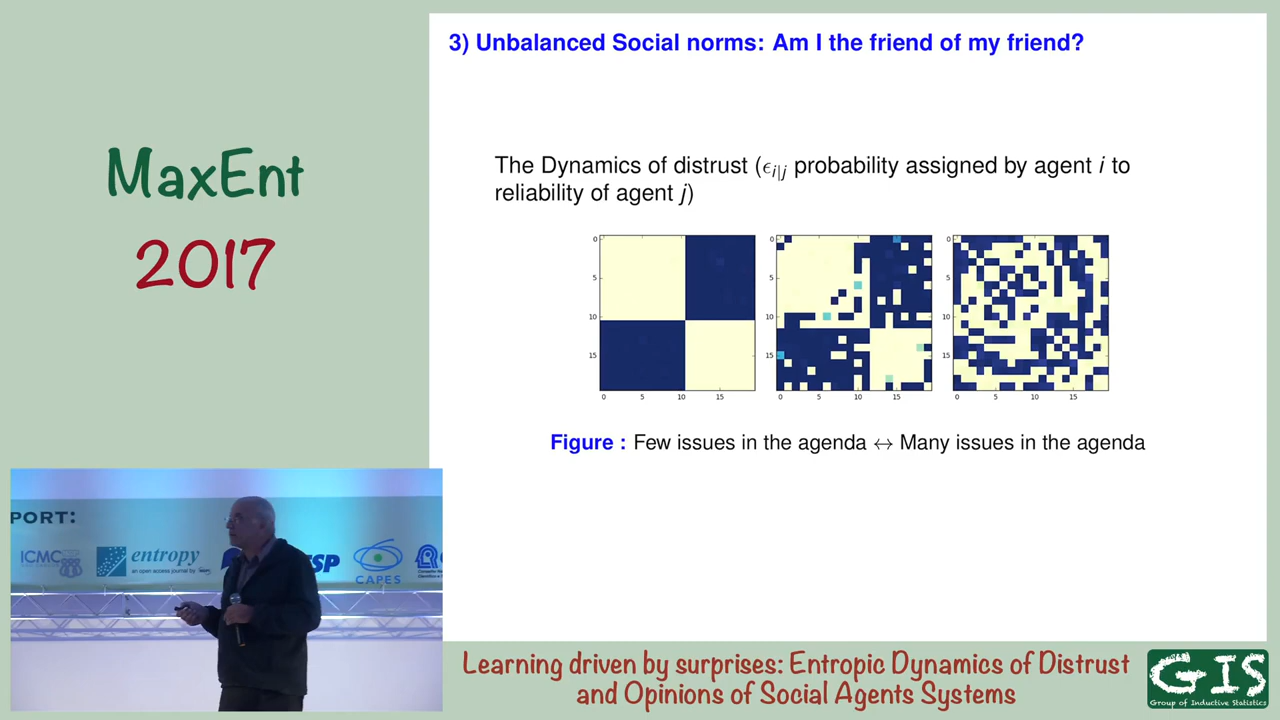 3) Unbalanced Social norms: Am I the friend of my friend?
MaxEnt
2017
The Dynamics of distrust (ϵi|j probability assigned by agent i to
reliability of agent j)
0
5
10
15
0 5 10 15
0
5
10
15
0 5 10 15
0
5
10
15
0 5 10 15
Figure : Few issues in the agenda ↔ Many issues in the agenda
PORT:
ICMC
entropy
an open access journal by
SP
CAPES
Learning driven by surprises: Entropic Dynamics of Distrust
and Opinions of Social Agents Systems
GIS
Group of Inductive Statistics